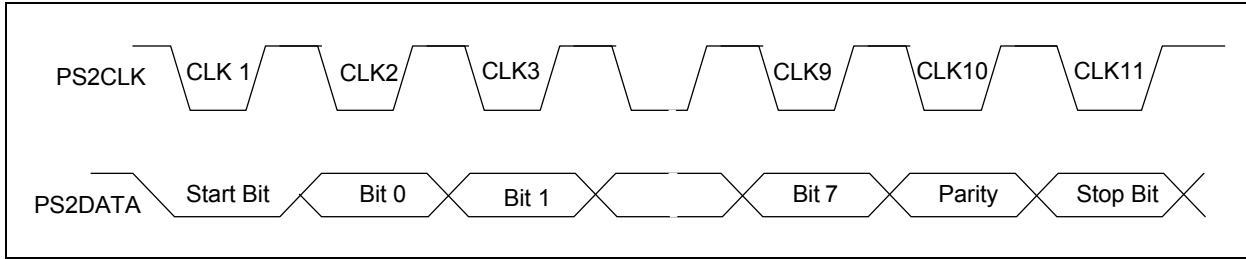 PS2CLK CLK 1 CLK2 CLK3 CLK9 CLK10 CLK11
PS2DATA Start Bit Bit 0 Bit 1 Bit 7 Parity Stop Bit